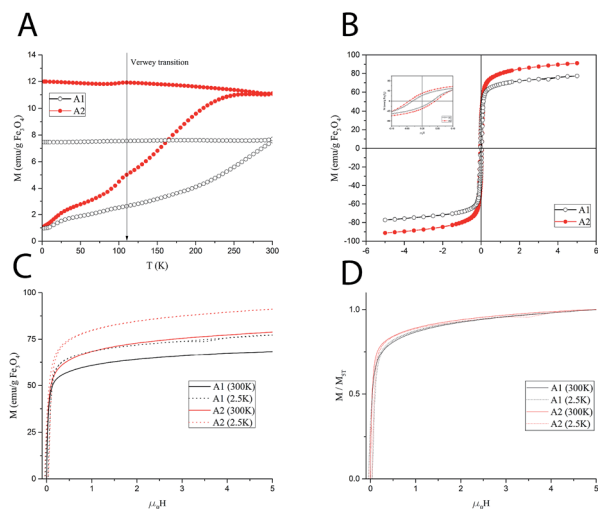 A
B
14
12
10
8
6
4
2
0
M (emu/g Fe3O4)
Verwey transition
A1
A2
0
50
100
150
200
250
300
T (K)
100
80
60
40
20
0
-20
-40
-60
-80
-100
M (emu/g Fe3O4)
A1
A2
-6
-4
-2
0
2
4
6
C
D
75
50
25
0
M (emu/g Fe3O4)
A1 (300K)
A1 (2.5K)
A2 (300K)
A2 (2.5K)
0
1
2
3
4
5
μ0H
1.0
0.5
0.0
M / M5T
A1 (300K)
A1 (2.5K)
A2 (300K)
A2 (2.5K)
0
1
2
3
4
5
μ0H